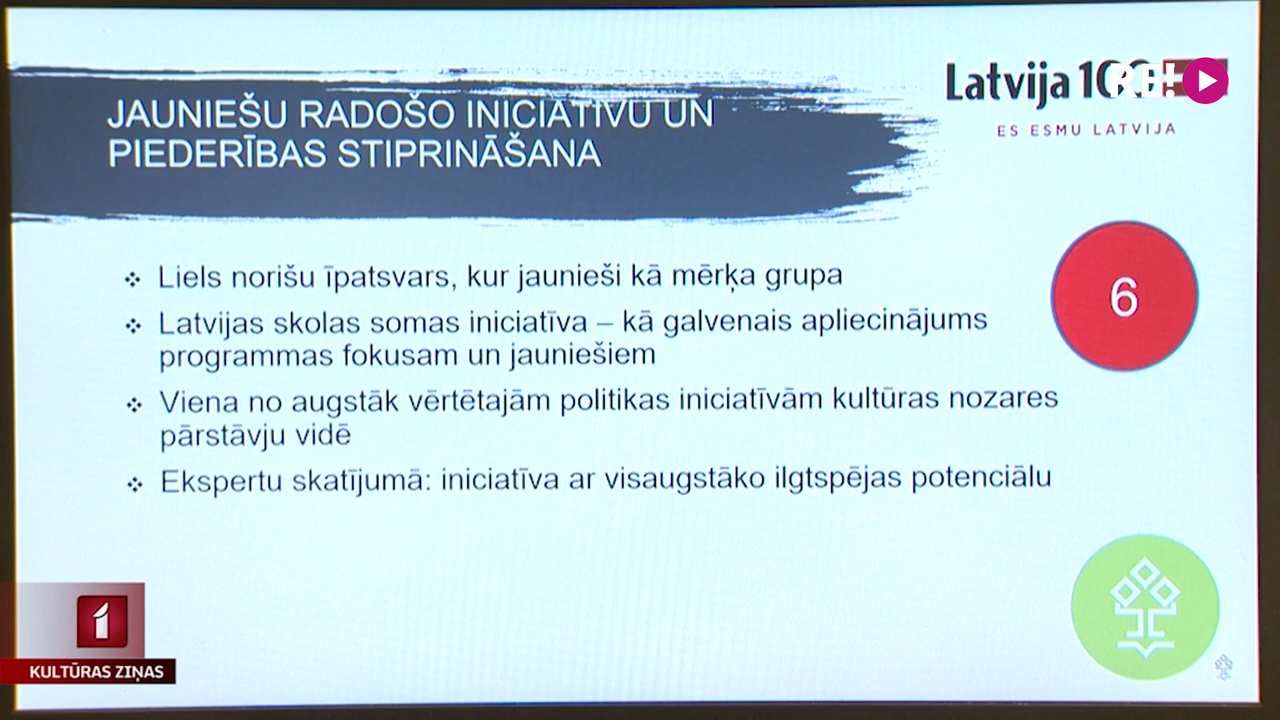 Latvija 100
RE!
ES ESMU LATVIJA
JAUNIEŠU RADOŠO INICIATĪVU UN
PIEDERĪBAS STIPRINĀŠANA
6
❖ Liels norišu īpatsvars, kur jaunieši kā mērķa grupa
❖ Latvijas skolas somas iniciatīva – kā galvenais apliecinājums
programmas fokusam un jauniešiem
❖ Viena no augstāk vērtētajām politikas iniciatīvām kultūras nozares
pārstāvju vidē
❖ Ekspertu skatījumā: iniciatīva ar visaugstāko ilgtspējas potenciālu
1
KULTŪRAS ZIŅAS